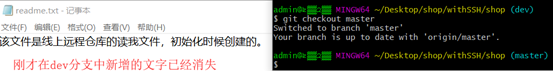 readme.txt - 记事本
文件(F) 编辑(E) 格式(O) 查看(V) 帮助(H)
该文件是线上远程仓库的读我文件，初始化时候创建的。
刚才在dev分支中新增的文字已经消失
MINGW64 ~/Desktop/shop/withSSH/shop (dev)
$ git checkout master
Switched to branch 'master'
Your branch is up to date with 'origin/master'.
MINGW64 ~/Desktop/shop/withSSH/shop (master)
$